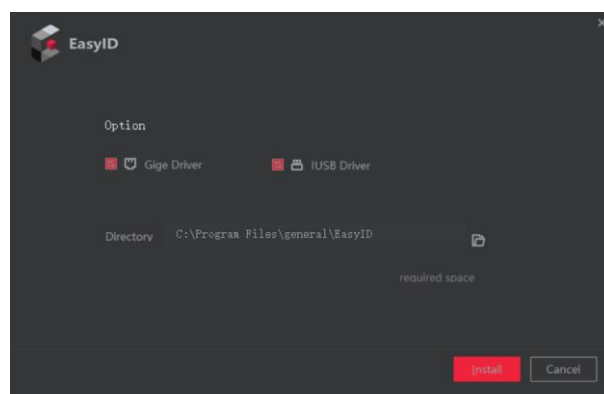 EasyID
Option
Gige Driver
IUSB Driver
Directory
C:\Program Files\general\EasyID
required space
Install
Cancel